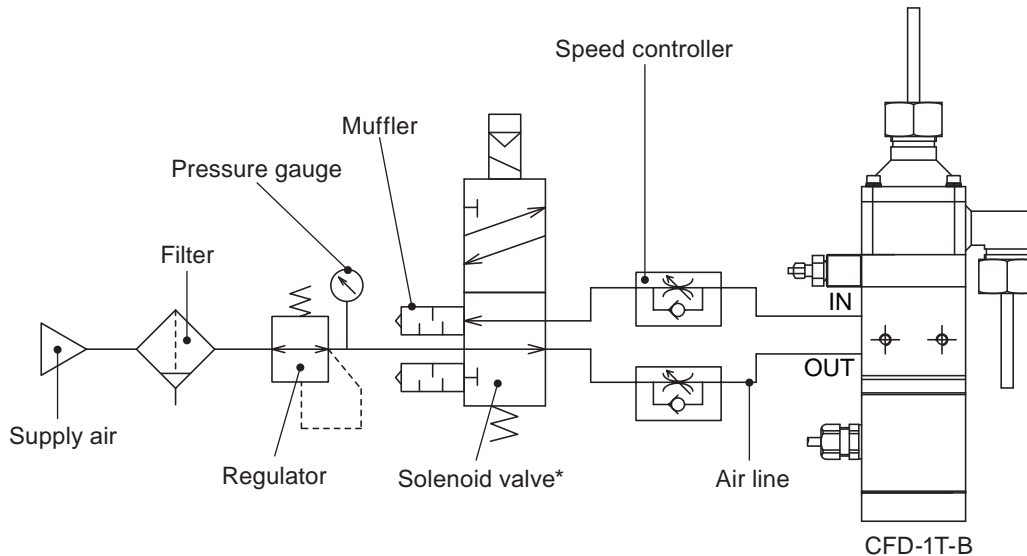 Speed controller
Muffler
Pressure gauge
Filter
IN
OUT
Supply air
Regulator
Solenoid valve*
Air line
CFD-1T-B